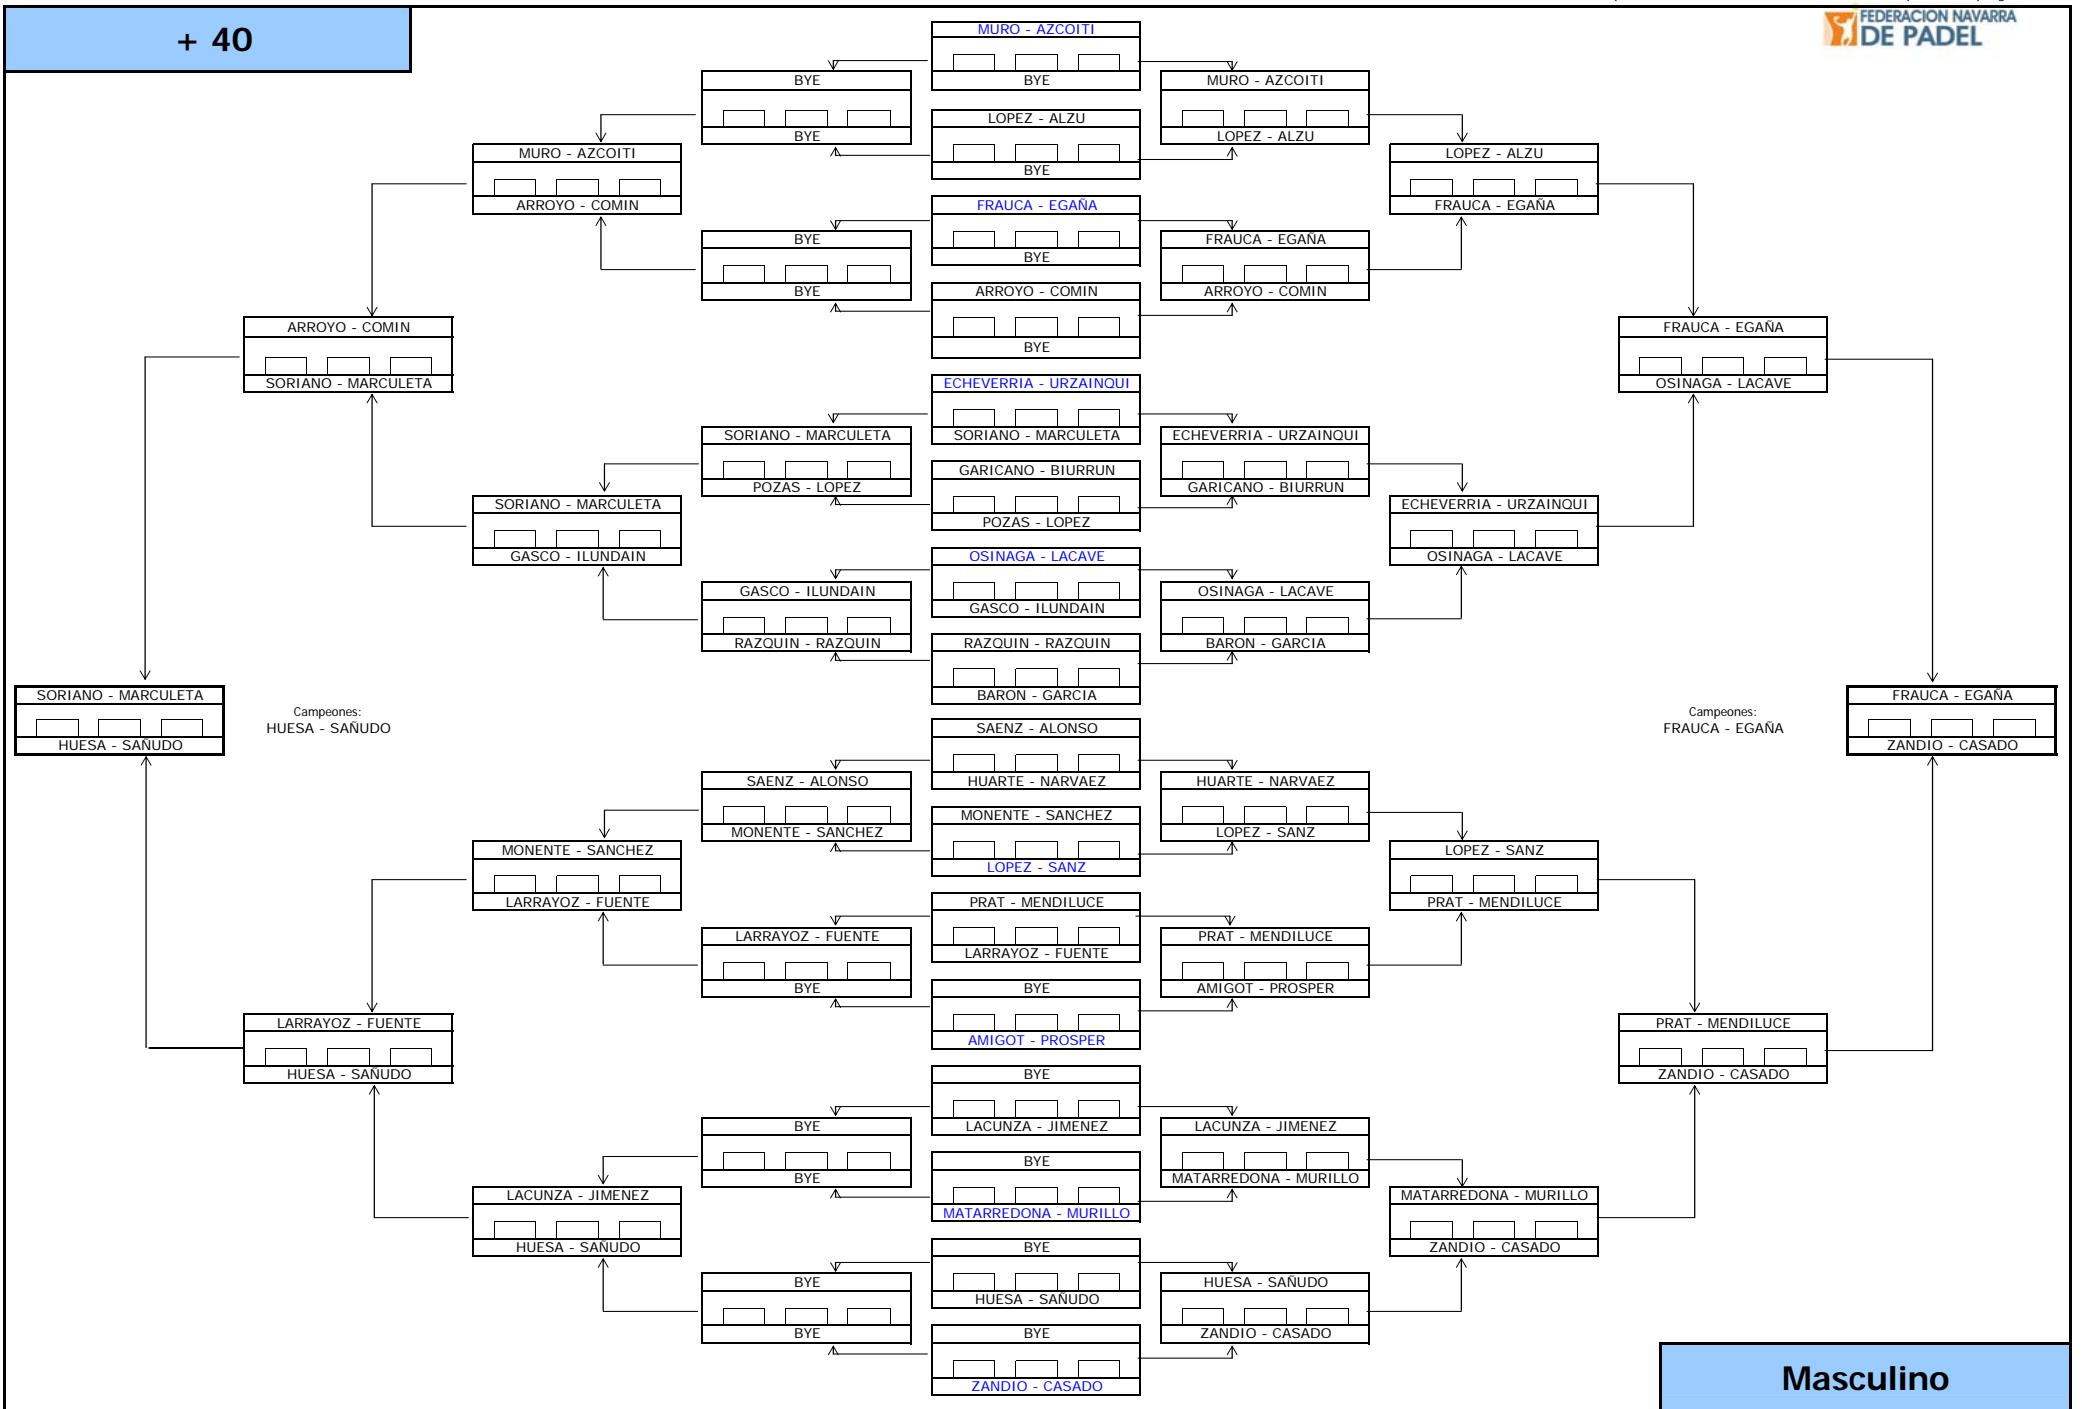 + 40
FEDERACION NAVARRA
DE PADEL
MURO - AZCOITI
BYE
BYE
BYE
MURO - AZCOITI
LOPEZ - ALZU
LOPEZ - ALZU
BYE
MURO - AZCOITI
ARROYO - COMIN
LOPEZ - ALZU
FRAUCA - EGAÑA
FRAUCA - EGAÑA
BYE
BYE
BYE
FRAUCA - EGAÑA
ARROYO - COMIN
ARROYO - COMIN
BYE
ARROYO - COMIN
SORIANO - MARCULETA
FRAUCA - EGAÑA
OSINAGA - LACAVE
ECHEVERRIA - URZAINQUI
SORIANO - MARCULETA
SORIANO - MARCULETA
POZAS - LOPEZ
ECHEVERRIA - URZAINQUI
GARICANO - BIURRUN
GARICANO - BIURRUN
POZAS - LOPEZ
SORIANO - MARCULETA
GASCO - ILUNDAIN
ECHEVERRIA - URZAINQUI
OSINAGA - LACAVE
OSINAGA - LACAVE
GASCO - ILUNDAIN
GASCO - ILUNDAIN
RAZQUIN - RAZQUIN
OSINAGA - LACAVE
BARON - GARCIA
RAZQUIN - RAZQUIN
BARON - GARCIA
SORIANO - MARCULETA
HUESA - SAÑUDO
Campeones:
HUESA - SAÑUDO
Campeones:
FRAUCA - EGAÑA
FRAUCA - EGAÑA
ZANDIO - CASADO
SAENZ - ALONSO
HUARTE - NARVAEZ
SAENZ - ALONSO
MONENTE - SANCHEZ
HUARTE - NARVAEZ
LOPEZ - SANZ
MONENTE - SANCHEZ
LOPEZ - SANZ
MONENTE - SANCHEZ
LARRAYOZ - FUENTE
LOPEZ - SANZ
PRAT - MENDILUCE
PRAT - MENDILUCE
LARRAYOZ - FUENTE
LARRAYOZ - FUENTE
BYE
PRAT - MENDILUCE
AMIGOT - PROSPER
BYE
AMIGOT - PROSPER
LARRAYOZ - FUENTE
HUESA - SAÑUDO
PRAT - MENDILUCE
ZANDIO - CASADO
BYE
LACUNZA - JIMENEZ
BYE
BYE
LACUNZA - JIMENEZ
MATARREDONA - MURILLO
BYE
MATARREDONA - MURILLO
LACUNZA - JIMENEZ
HUESA - SAÑUDO
MATARREDONA - MURILLO
ZANDIO - CASADO
BYE
HUESA - SAÑUDO
BYE
BYE
HUESA - SAÑUDO
ZANDIO - CASADO
BYE
ZANDIO - CASADO
Masculino